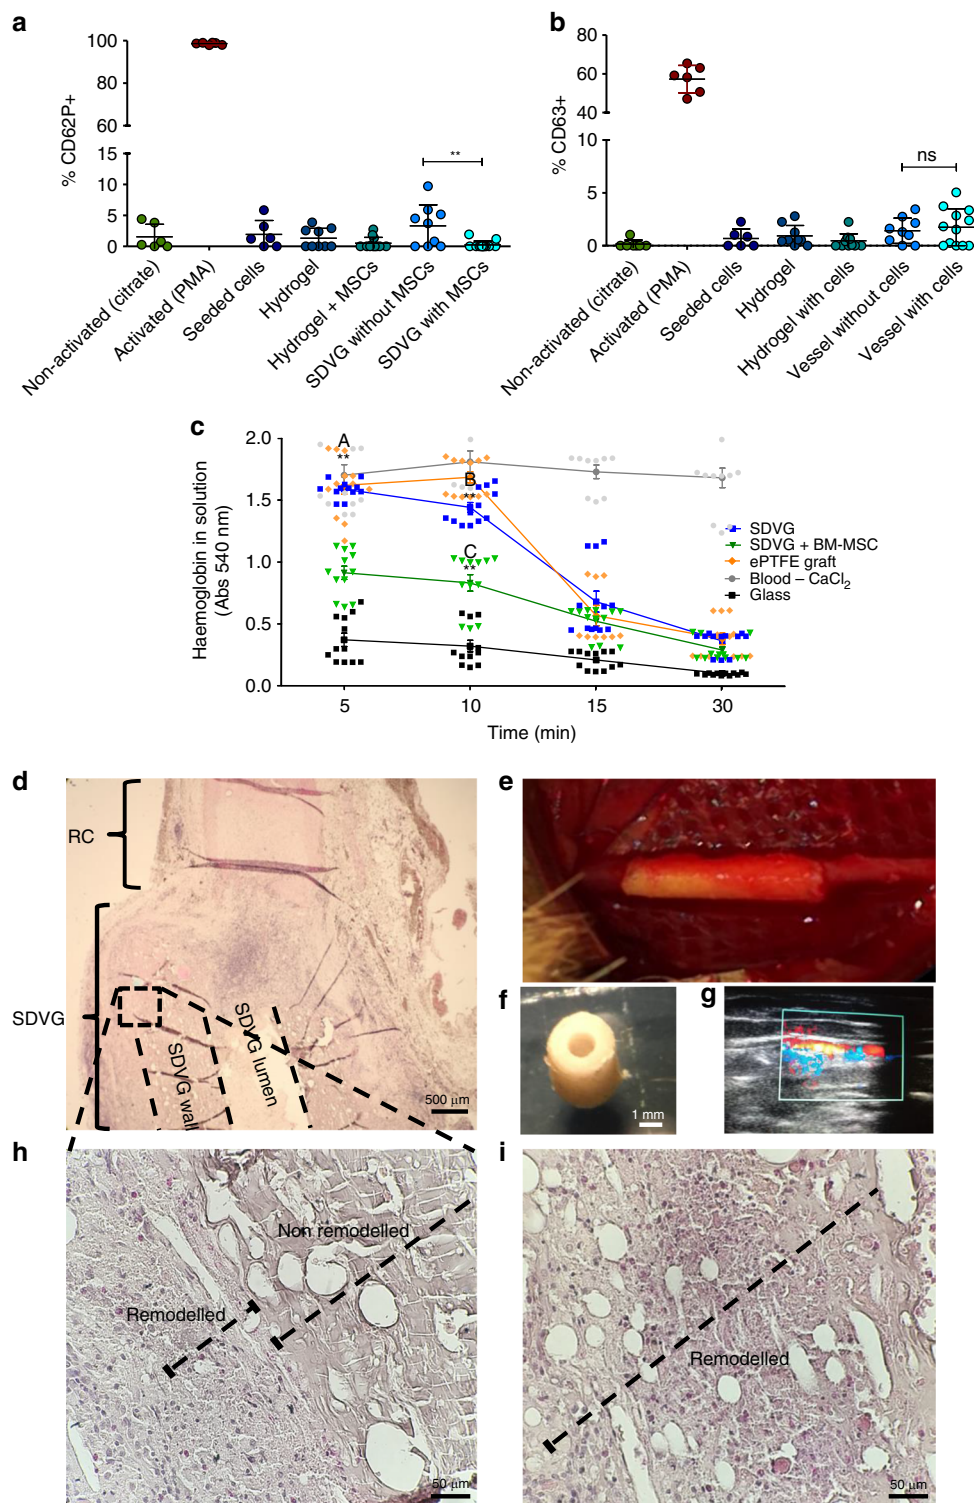 a
% CD62P+
100
60
15
10
5
0
**
Non-activated (citrate)
Activated (PMA)
Seeded cells
Hydrogel
Hydrogel + MSCs
SDVG without MSCs
SDVG with MSCs
b
% CD63+
80
60
40
10
5
0
ns
Non-activated (citrate)
Activated (PMA)
Seeded cells
Hydrogel
Hydrogel with cells
Vessel without cells
Vessel with cells
c
Haemoglobin in solution
(Abs 540 nm)
2.0
1.5
1.0
0.5
0.0
A
**
B
**
C
**
5
10
15
30
Time (min)
SDVG
SDVG + BM-MSC
ePTFE graft
Blood – CaCl2
Glass
d
RC
SDVG
SDVG wall
SDVG lumen
500 µm
e
f
1 mm
g
h
Non remodelled
Remodelled
50 µm
i
Remodelled
50 µm